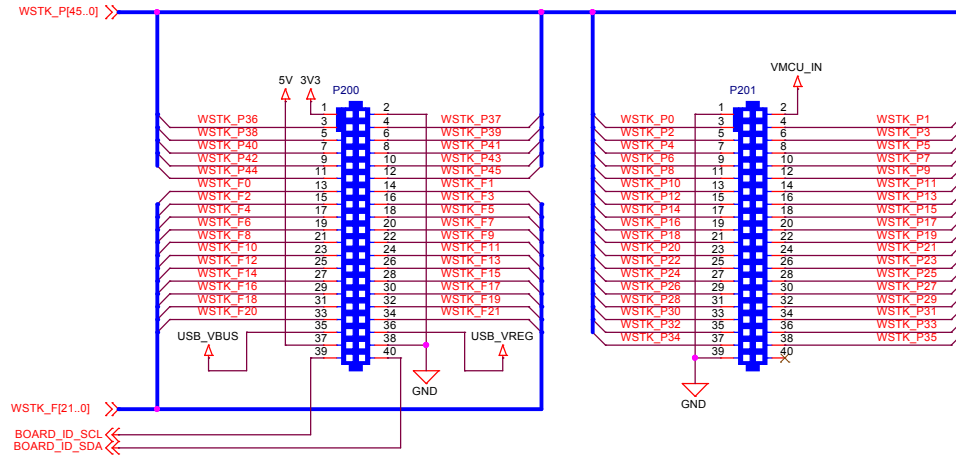 WSTK_P[45..0]
5V 3V3 P200
VMCU_IN
P201
1 2
1 2
WSTK_P36 3 4 WSTK_P37
WSTK_P0 3 4 WSTK_P1
WSTK_P38 5 6 WSTK_P39
WSTK_P2 5 6 WSTK_P3
WSTK_P40 7 8 WSTK_P41
WSTK_P4 7 8 WSTK_P5
WSTK_P42 9 10 WSTK_P43
WSTK_P6 9 10 WSTK_P7
WSTK_P44 11 12 WSTK_P45
WSTK_P8 11 12 WSTK_P9
WSTK_F0 13 14 WSTK_F1
WSTK_P10 13 14 WSTK_P11
WSTK_F2 15 16 WSTK_F3
WSTK_P12 15 16 WSTK_P13
WSTK_F4 17 18 WSTK_F5
WSTK_P14 17 18 WSTK_P15
WSTK_F6 19 20 WSTK_F7
WSTK_P16 19 20 WSTK_P17
WSTK_F8 21 22 WSTK_F9
WSTK_P18 21 22 WSTK_P19
WSTK_F10 23 24 WSTK_F11
WSTK_P20 23 24 WSTK_P21
WSTK_F12 25 26 WSTK_F13
WSTK_P22 25 26 WSTK_P23
WSTK_F14 27 28 WSTK_F15
WSTK_P24 27 28 WSTK_P25
WSTK_F16 29 30 WSTK_F17
WSTK_P26 29 30 WSTK_P27
WSTK_F18 31 32 WSTK_F19
WSTK_P28 31 32 WSTK_P29
WSTK_F20 33 34 WSTK_F21
WSTK_P30 33 34 WSTK_P31
35 36
WSTK_P32 35 36 WSTK_P33
USB_VBUS 37 38 USB_VREG
WSTK_P34 37 38 WSTK_P35
39 40
39 40
GND
GND
WSTK_F[21..0]
BOARD_ID_SCL
BOARD_ID_SDA